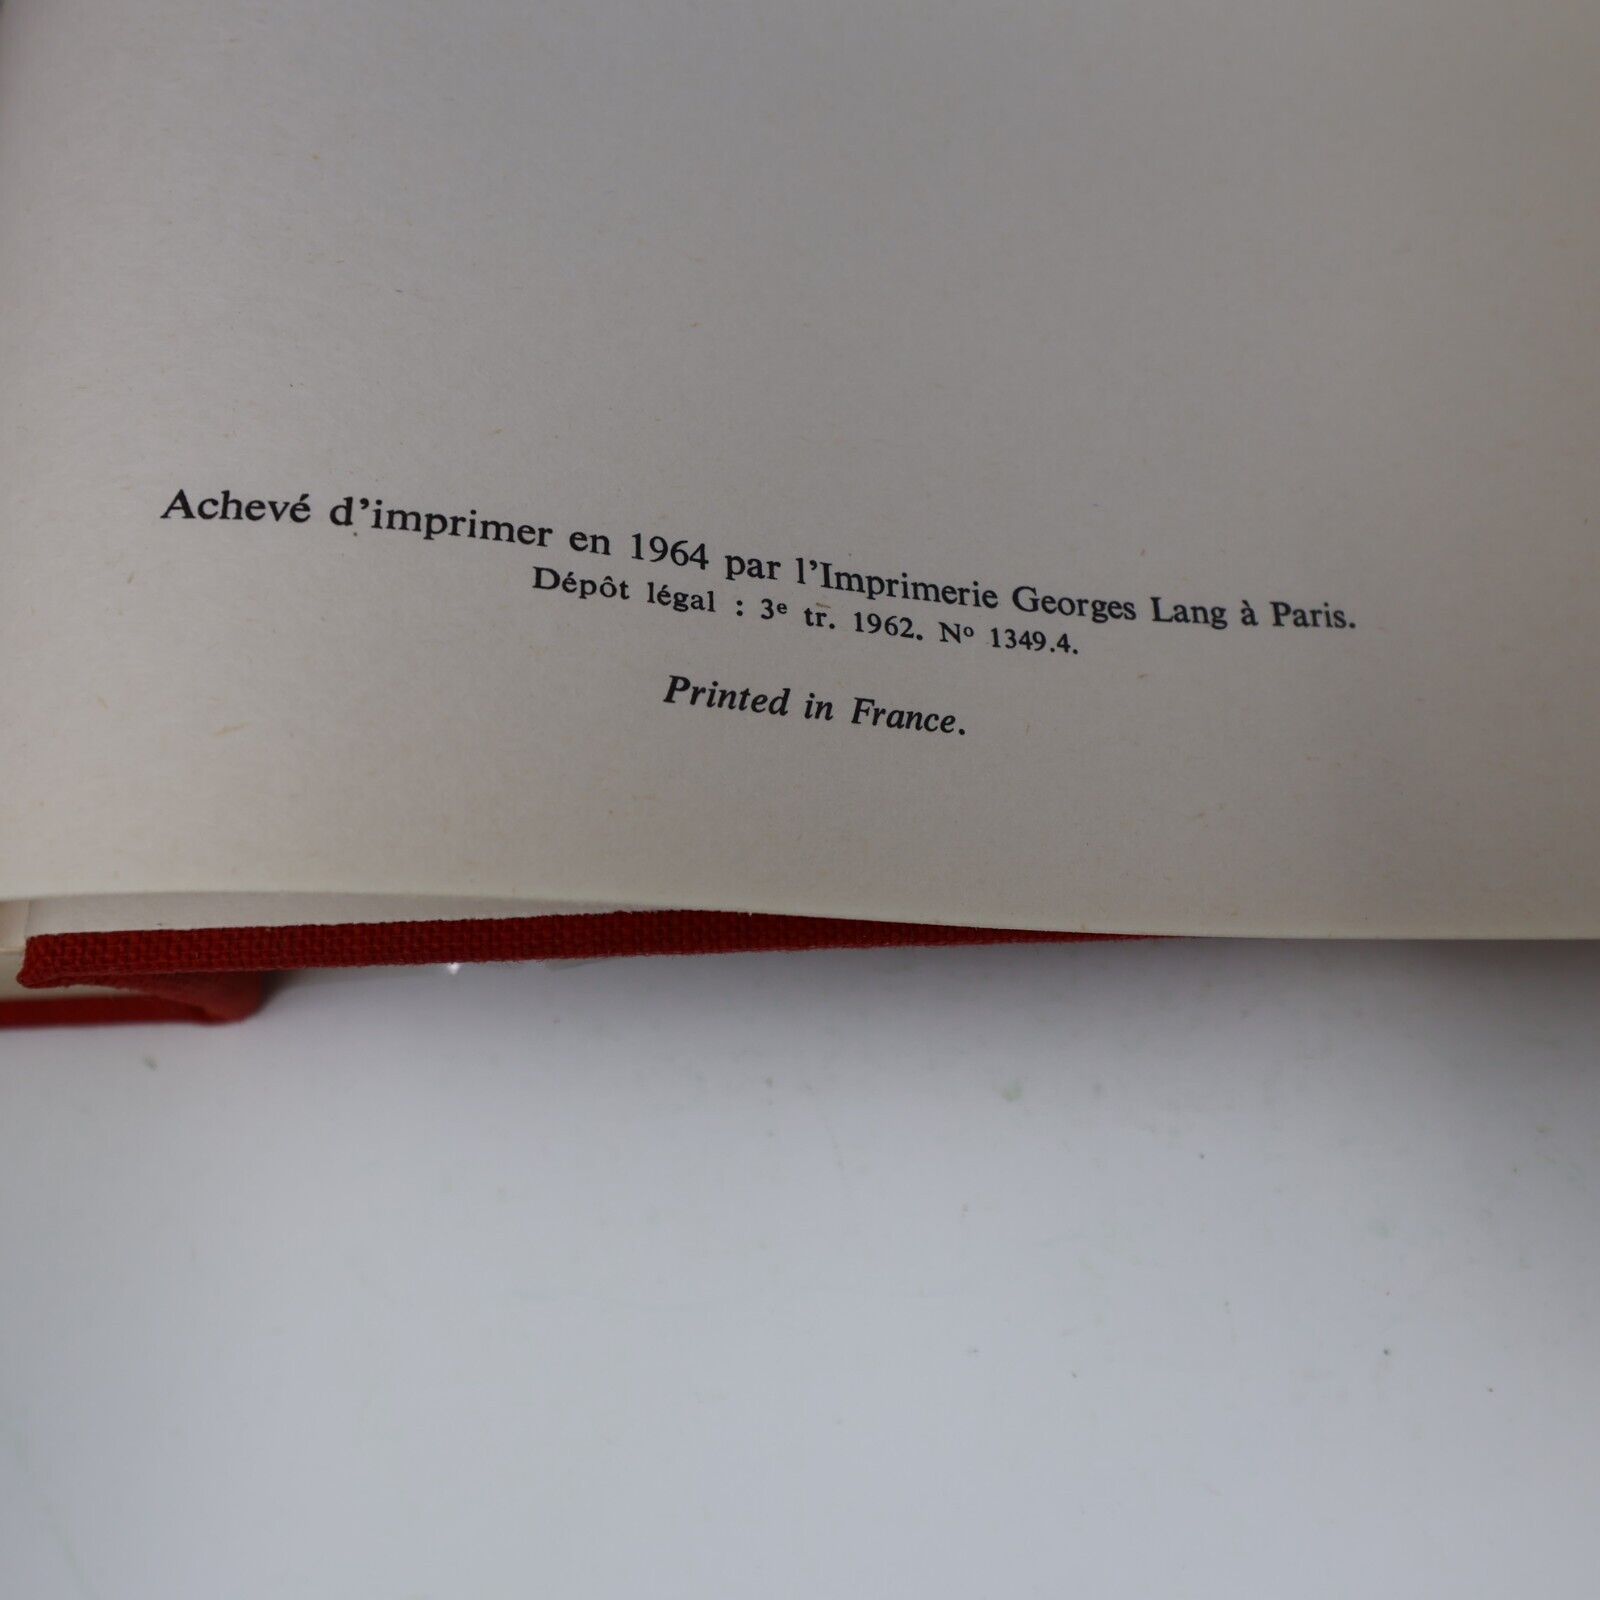 Achevé d'imprimer en 1964 par l'Imprimerie Georges Lang à Paris.
Dépôt légal : 3e tr. 1962. No 1349.4.
Printed in France.